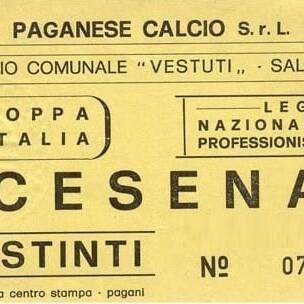 PAGANESE CALCIO S. r. L.
IO COMUNALE "VESTUTI„ - SAL
OPPA
TALIA
LEG
NAZIONA
PROFESSIONIS
CESENA
STINTI
Nº 07
a centro stampa - pagani